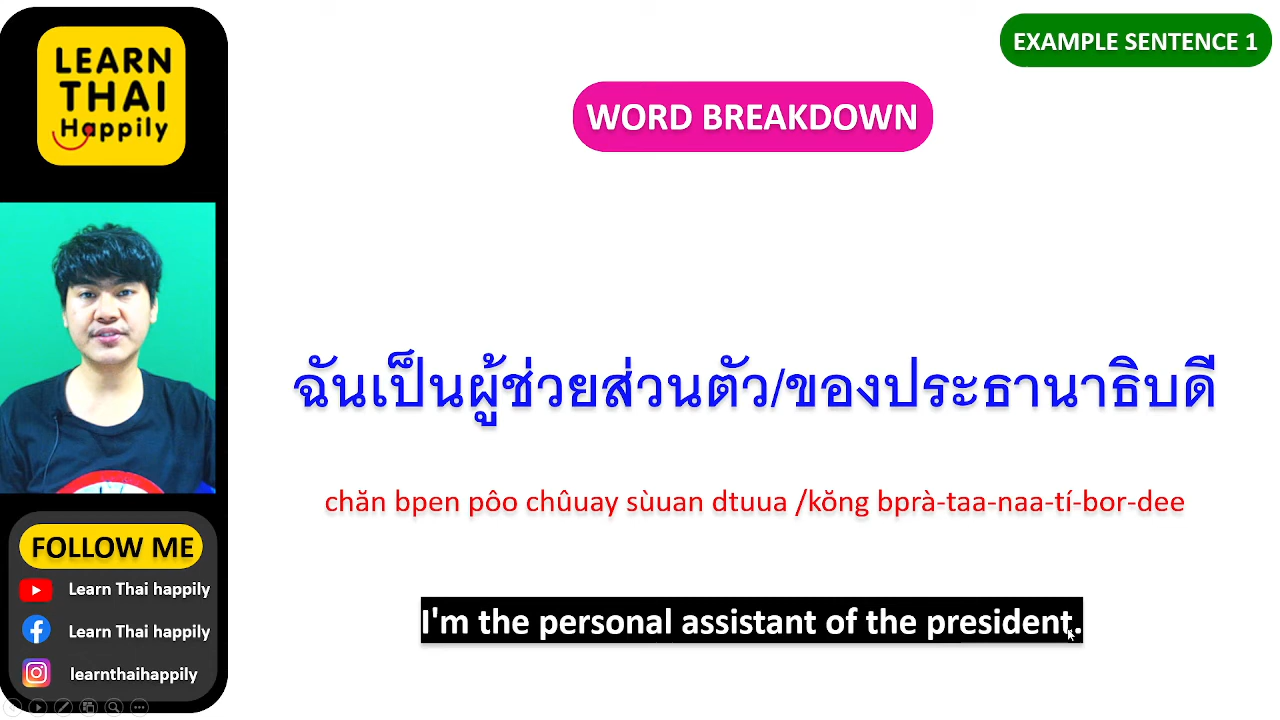 LEARN
THAI
Happily
EXAMPLE SENTENCE 1
WORD BREAKDOWN
ฉันเป็นผู้ช่วยส่วนตัว/ของประธานาธิบดี
chăn bpen pôo chûuay sùuan dtuua /kŏng bprà-taa-naa-tí-bor-dee
I'm the personal assistant of the president.
FOLLOW ME
Learn Thai happily
Learn Thai happily
learnthaihappily